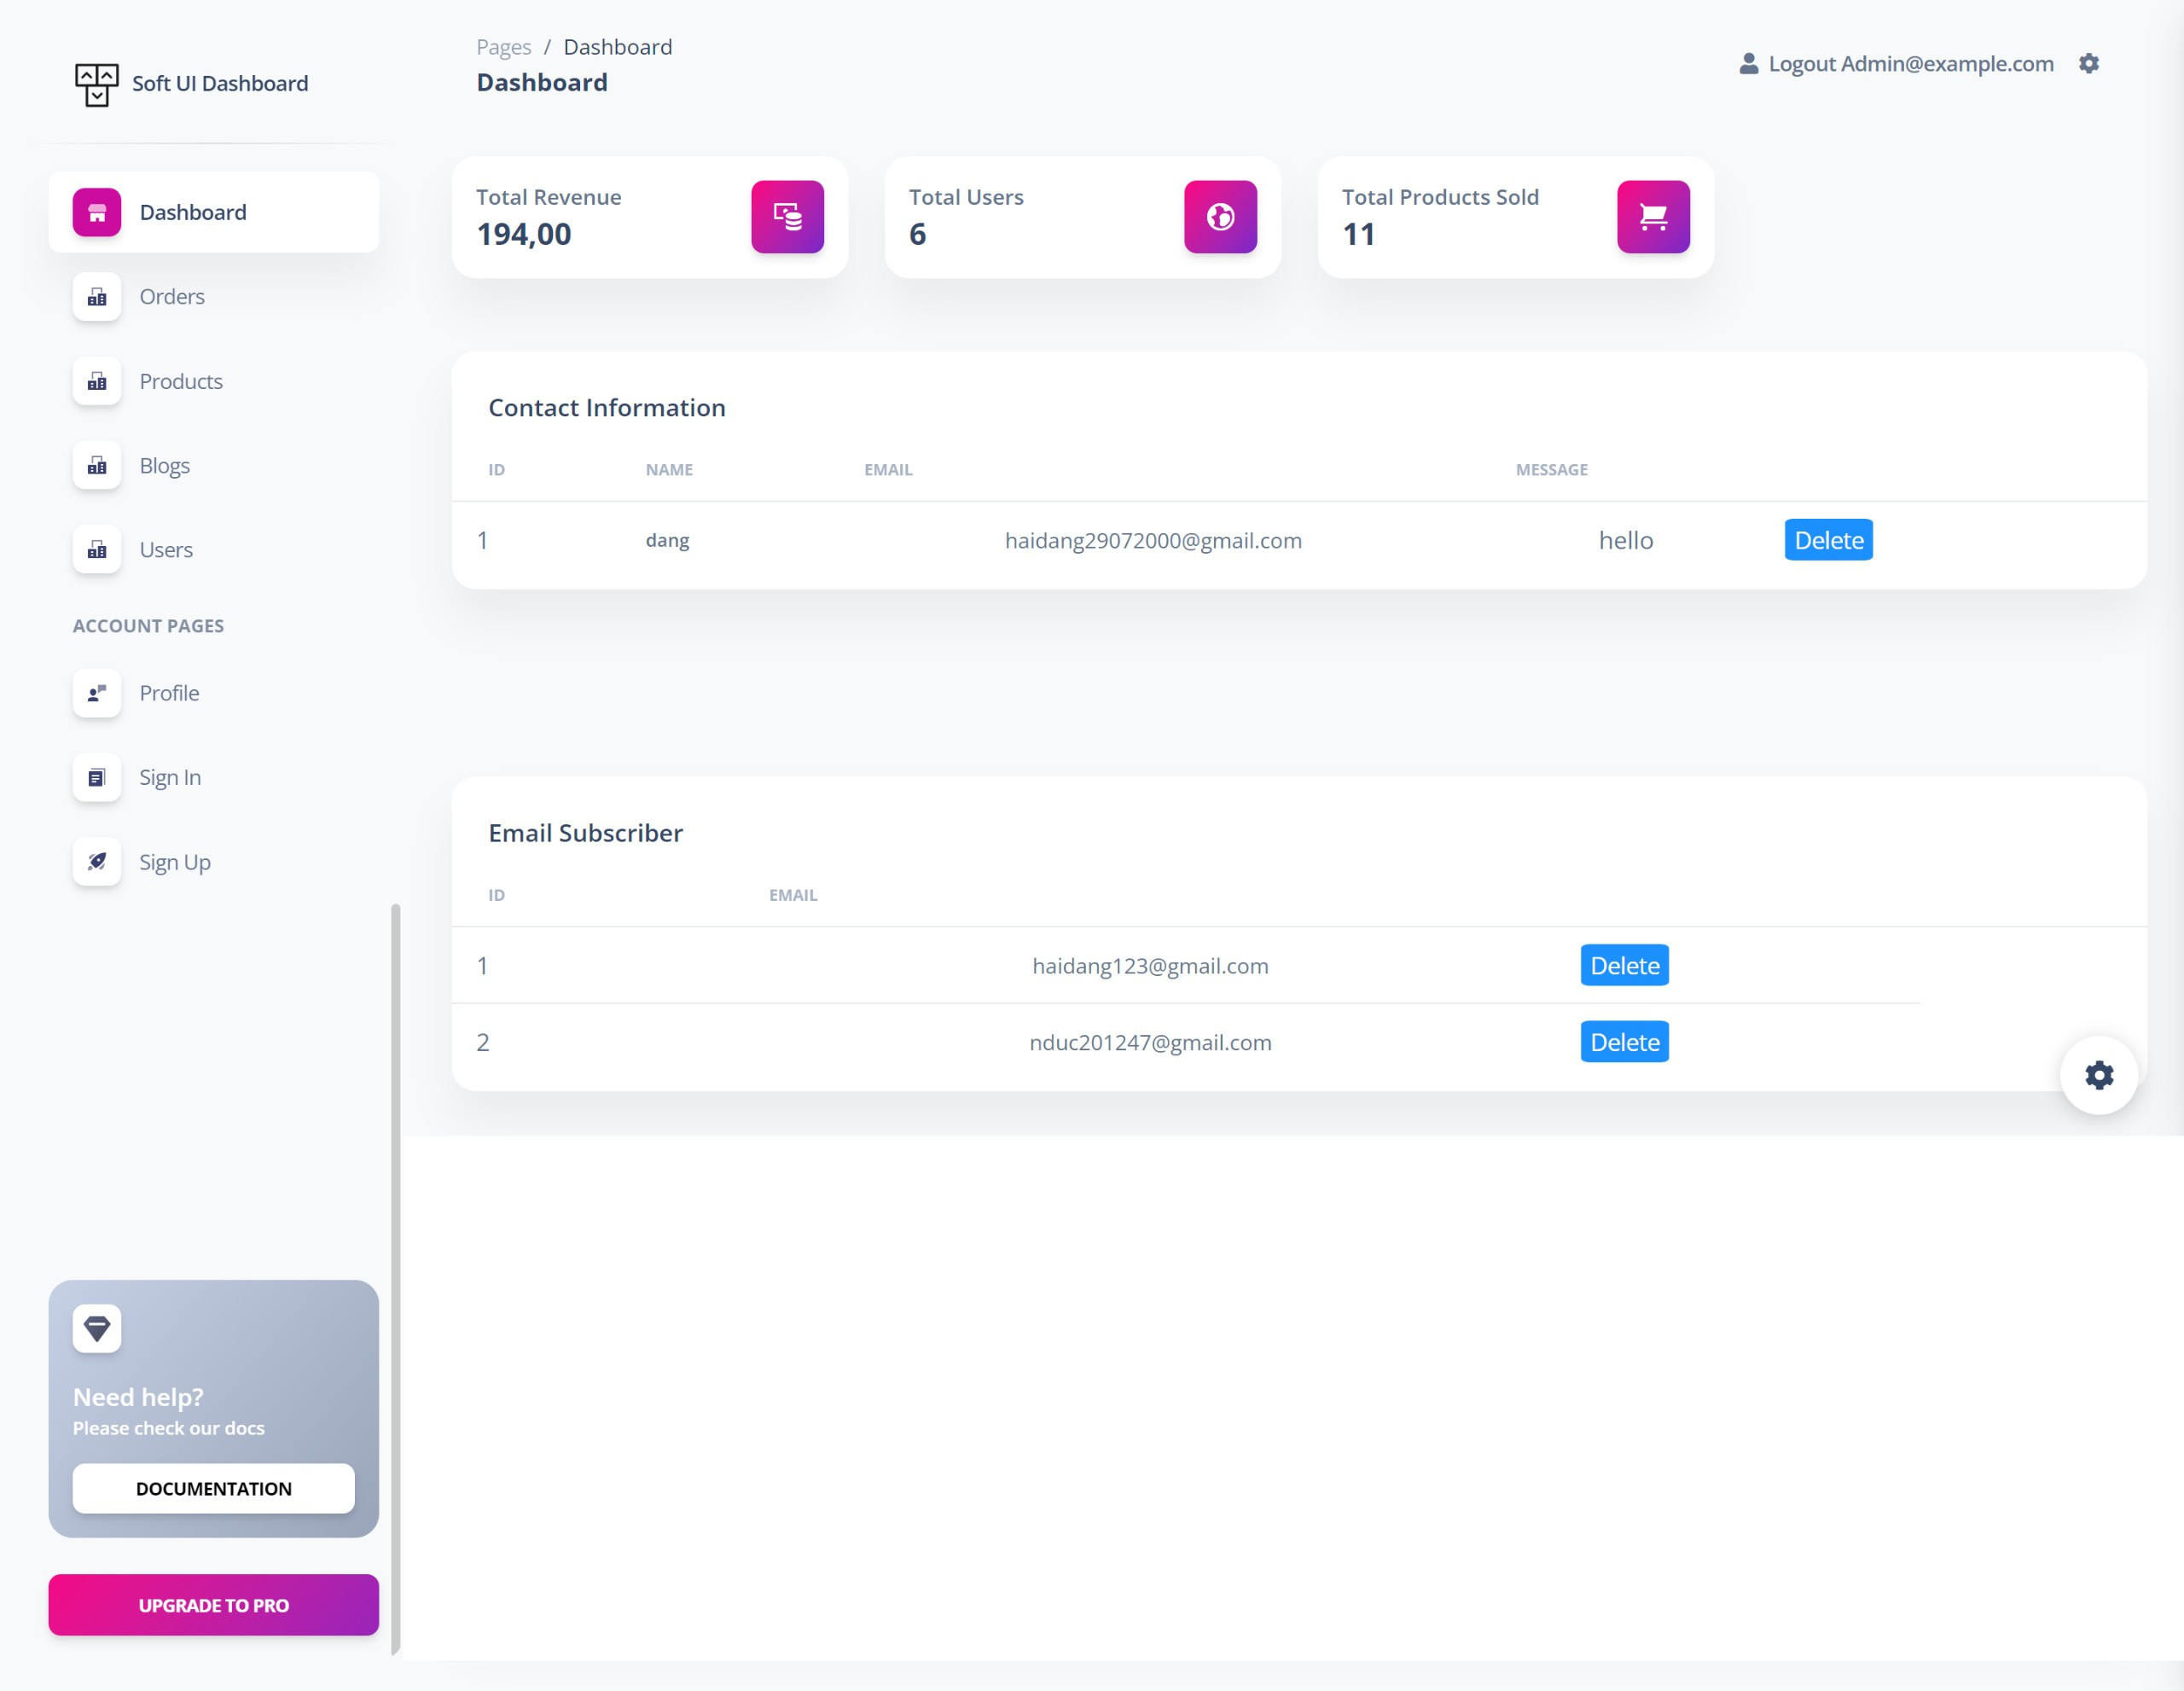 Soft UI Dashboard
Dashboard
Orders
Products
Blogs
Users
ACCOUNT PAGES
Profile
Sign In
Sign Up
Need help?
Please check our docs
DOCUMENTATION
UPGRADE TO PRO
Pages / Dashboard
Dashboard
Logout Admin@example.com
Total Revenue
194,00
Total Users
6
Total Products Sold
11
Contact Information
ID NAME EMAIL MESSAGE
1 dang haidang29072000@gmail.com hello Delete
Email Subscriber
ID EMAIL
1 haidang123@gmail.com Delete
2 nduc201247@gmail.com Delete